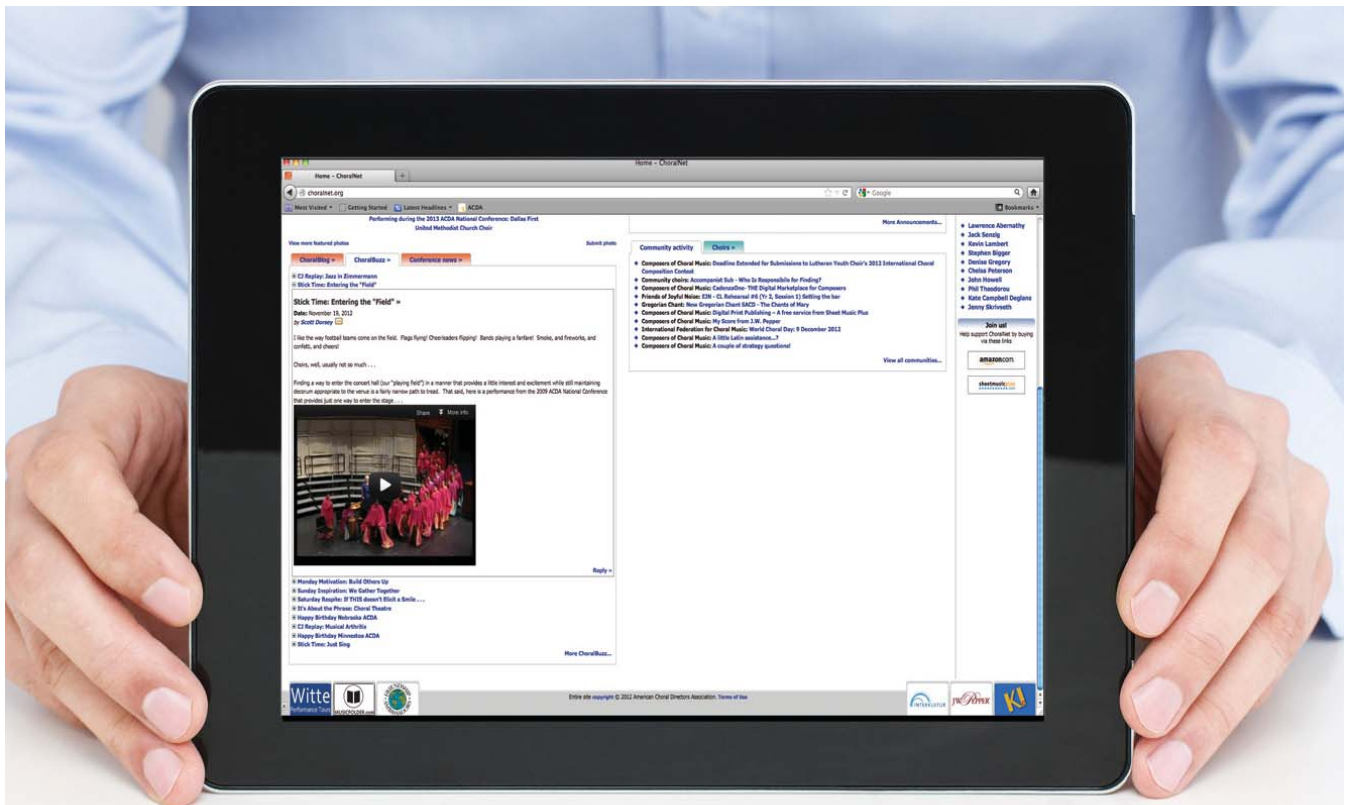 Home - ChoralNet
Home - ChoralNet
choralnet.org
Google
Most Visited
Getting Started
Latest Headlines
ACDA
Bookmarks
Performing during the 2013 ACDA National Conference: Dallas First
United Methodist Church Choir
View more featured photos
Submit photo
ChoralBlog »
ChoralBuzz »
Conference news »
CJ Replay: Jazz in Zimmermann
Stick Time: Entering the "Field"
Stick Time: Entering the "Field" »
Date: November 19, 2012
by Scott Dorsey
I like the way football teams come on the field. Flags flying! Cheerleaders flipping! Bands playing a fanfare! Smoke, and fireworks, and
confetti, and cheers!
Choirs, well, usually not so much . . .
Finding a way to enter the concert hall (our "playing field") in a manner that provides a little interest and excitement while still maintaining
decorum appropriate to the venue is a fairly narrow path to tread. That said, here is a performance from the 2009 ACDA National Conference
that provides just one way to enter the stage . . .
Share
More info
Reply »
Monday Motivation: Build Others Up
Sunday Inspiration: We Gather Together
Saturday Respite: If THIS doesn't Elicit a Smile . . .
It's About the Phrase: Choral Theatre
Happy Birthday Nebraska ACDA
CJ Replay: Musical Arthritis
Happy Birthday Minnestoa ACDA
Stick Time: Just Sing
More ChoralBuzz...
More Announcements...
Community activity
Choirs »
Composers of Choral Music: Deadline Extended for Submissions to Lutheran Youth Choir's 2013 International Choral
Composition Contest
Community choirs: Accompanist Sub - Who Is Responsibile for Finding?
Composers of Choral Music: CadenzaOne- THE Digital Marketplace for Composers
Friends of Joyful Noise: EJN - CL Rehearsal #6 (Yr 2, Session 1) Setting the bar
Gregorian Chant: New Gregorian Chant SACD - The Chants of Mary
Composers of Choral Music: Digital Print Publishing – A free service from Sheet Music Plus
Composers of Choral Music: My Score from J.W. Pepper
International Federation for Choral Music: World Choral Day: 9 December 2012
Composers of Choral Music: A little Latin assistance...?
Composers of Choral Music: A couple of strategy questions!
View all communities...
Lawrence Abernathy
Jack Senzig
Kevin Lambert
Stephen Bigger
Denise Gregory
Chelsa Peterson
John Howell
Phil Theodorou
Kate Campbell Deglans
Jenny Skrivseth
Join us!
Help support ChoralNet by buying
via these links
amazon.com
sheetmusicplus
Witte
Performance Tours
MUSICFOLDER.com
Entire site copyright © 2012 American Choral Directors Association. Terms of Use
INTERKULTUR
JW Pepper
KI